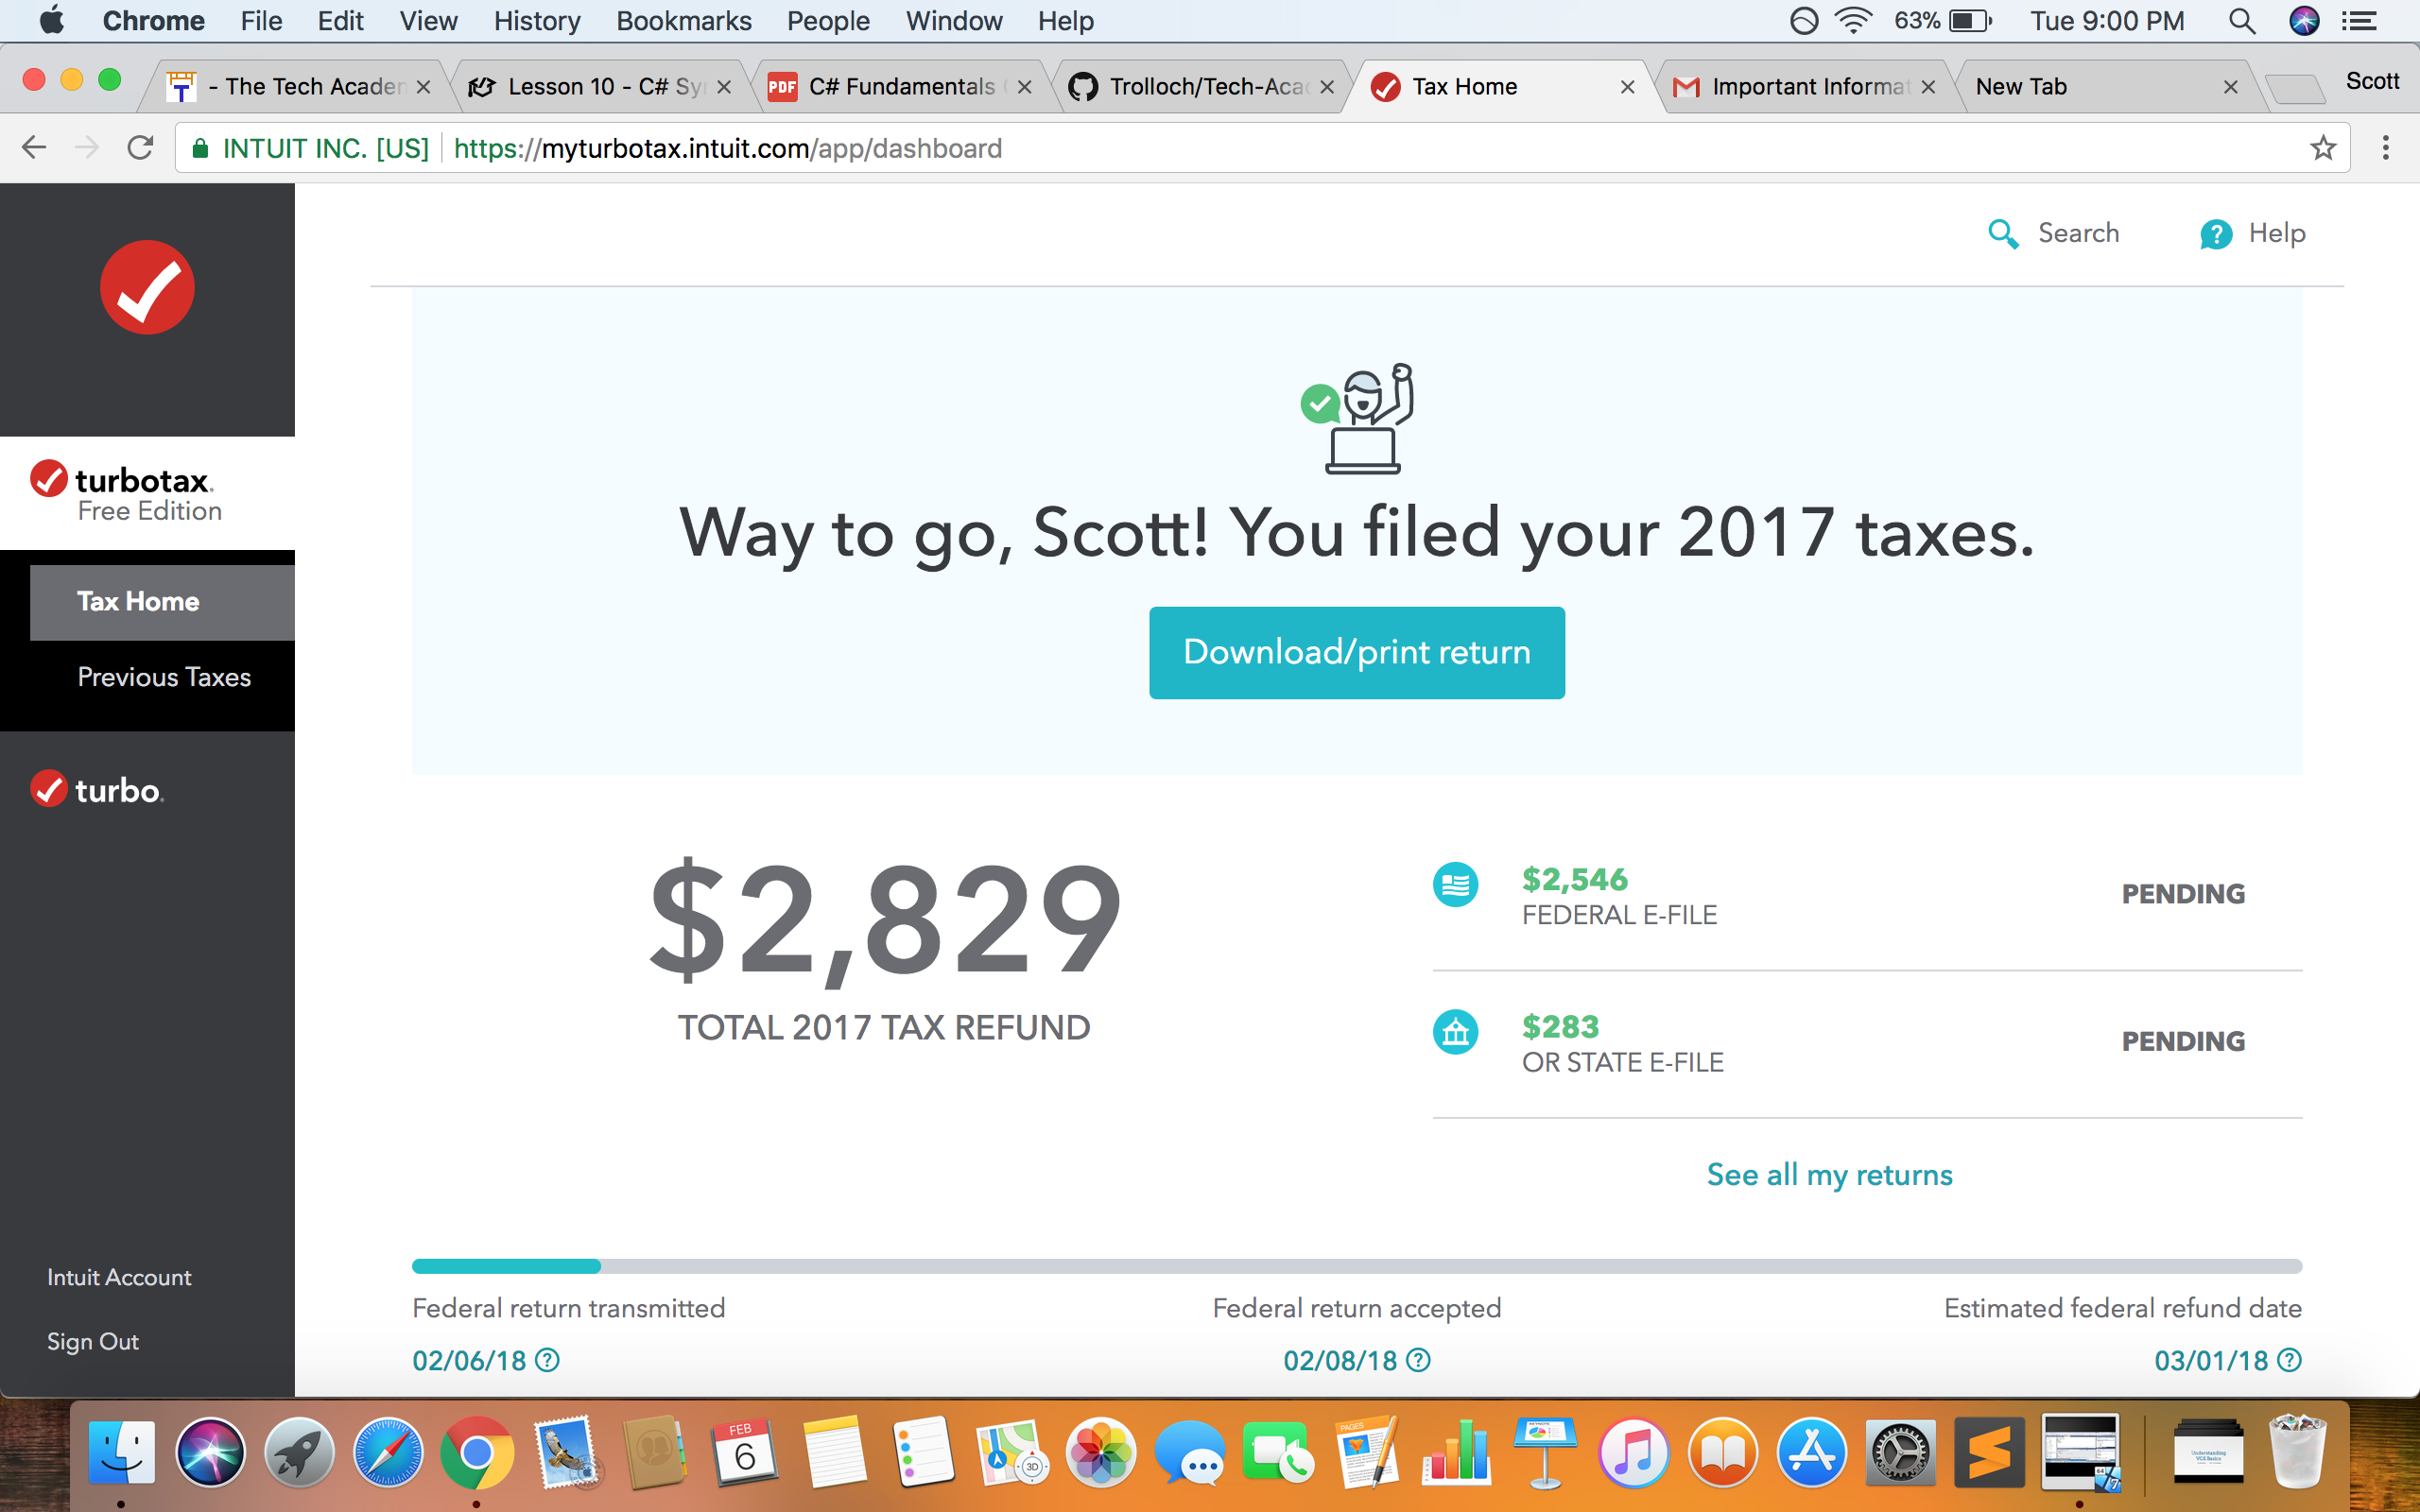 Chrome File Edit View History Bookmarks People Window Help 63% Tue 9:00 PM
- The Tech Academ Lesson 10 - C# Sy PDF C# Fundamentals Trolloch/Tech-Aca Tax Home Important Informat New Tab Scott
INTUIT INC. [US] https://myturbotax.intuit.com/app/dashboard
Search Help
turbotax.
Free Edition
Tax Home
Previous Taxes
turbo.
Intuit Account
Sign Out
Way to go, Scott! You filed your 2017 taxes.
Download/print return
$2,829
TOTAL 2017 TAX REFUND
$2,546
FEDERAL E-FILE
PENDING
$283
OR STATE E-FILE
PENDING
See all my returns
Federal return transmitted Federal return accepted Estimated federal refund date
02/06/18 02/08/18 03/01/18
FEB
6
3D
PAGES